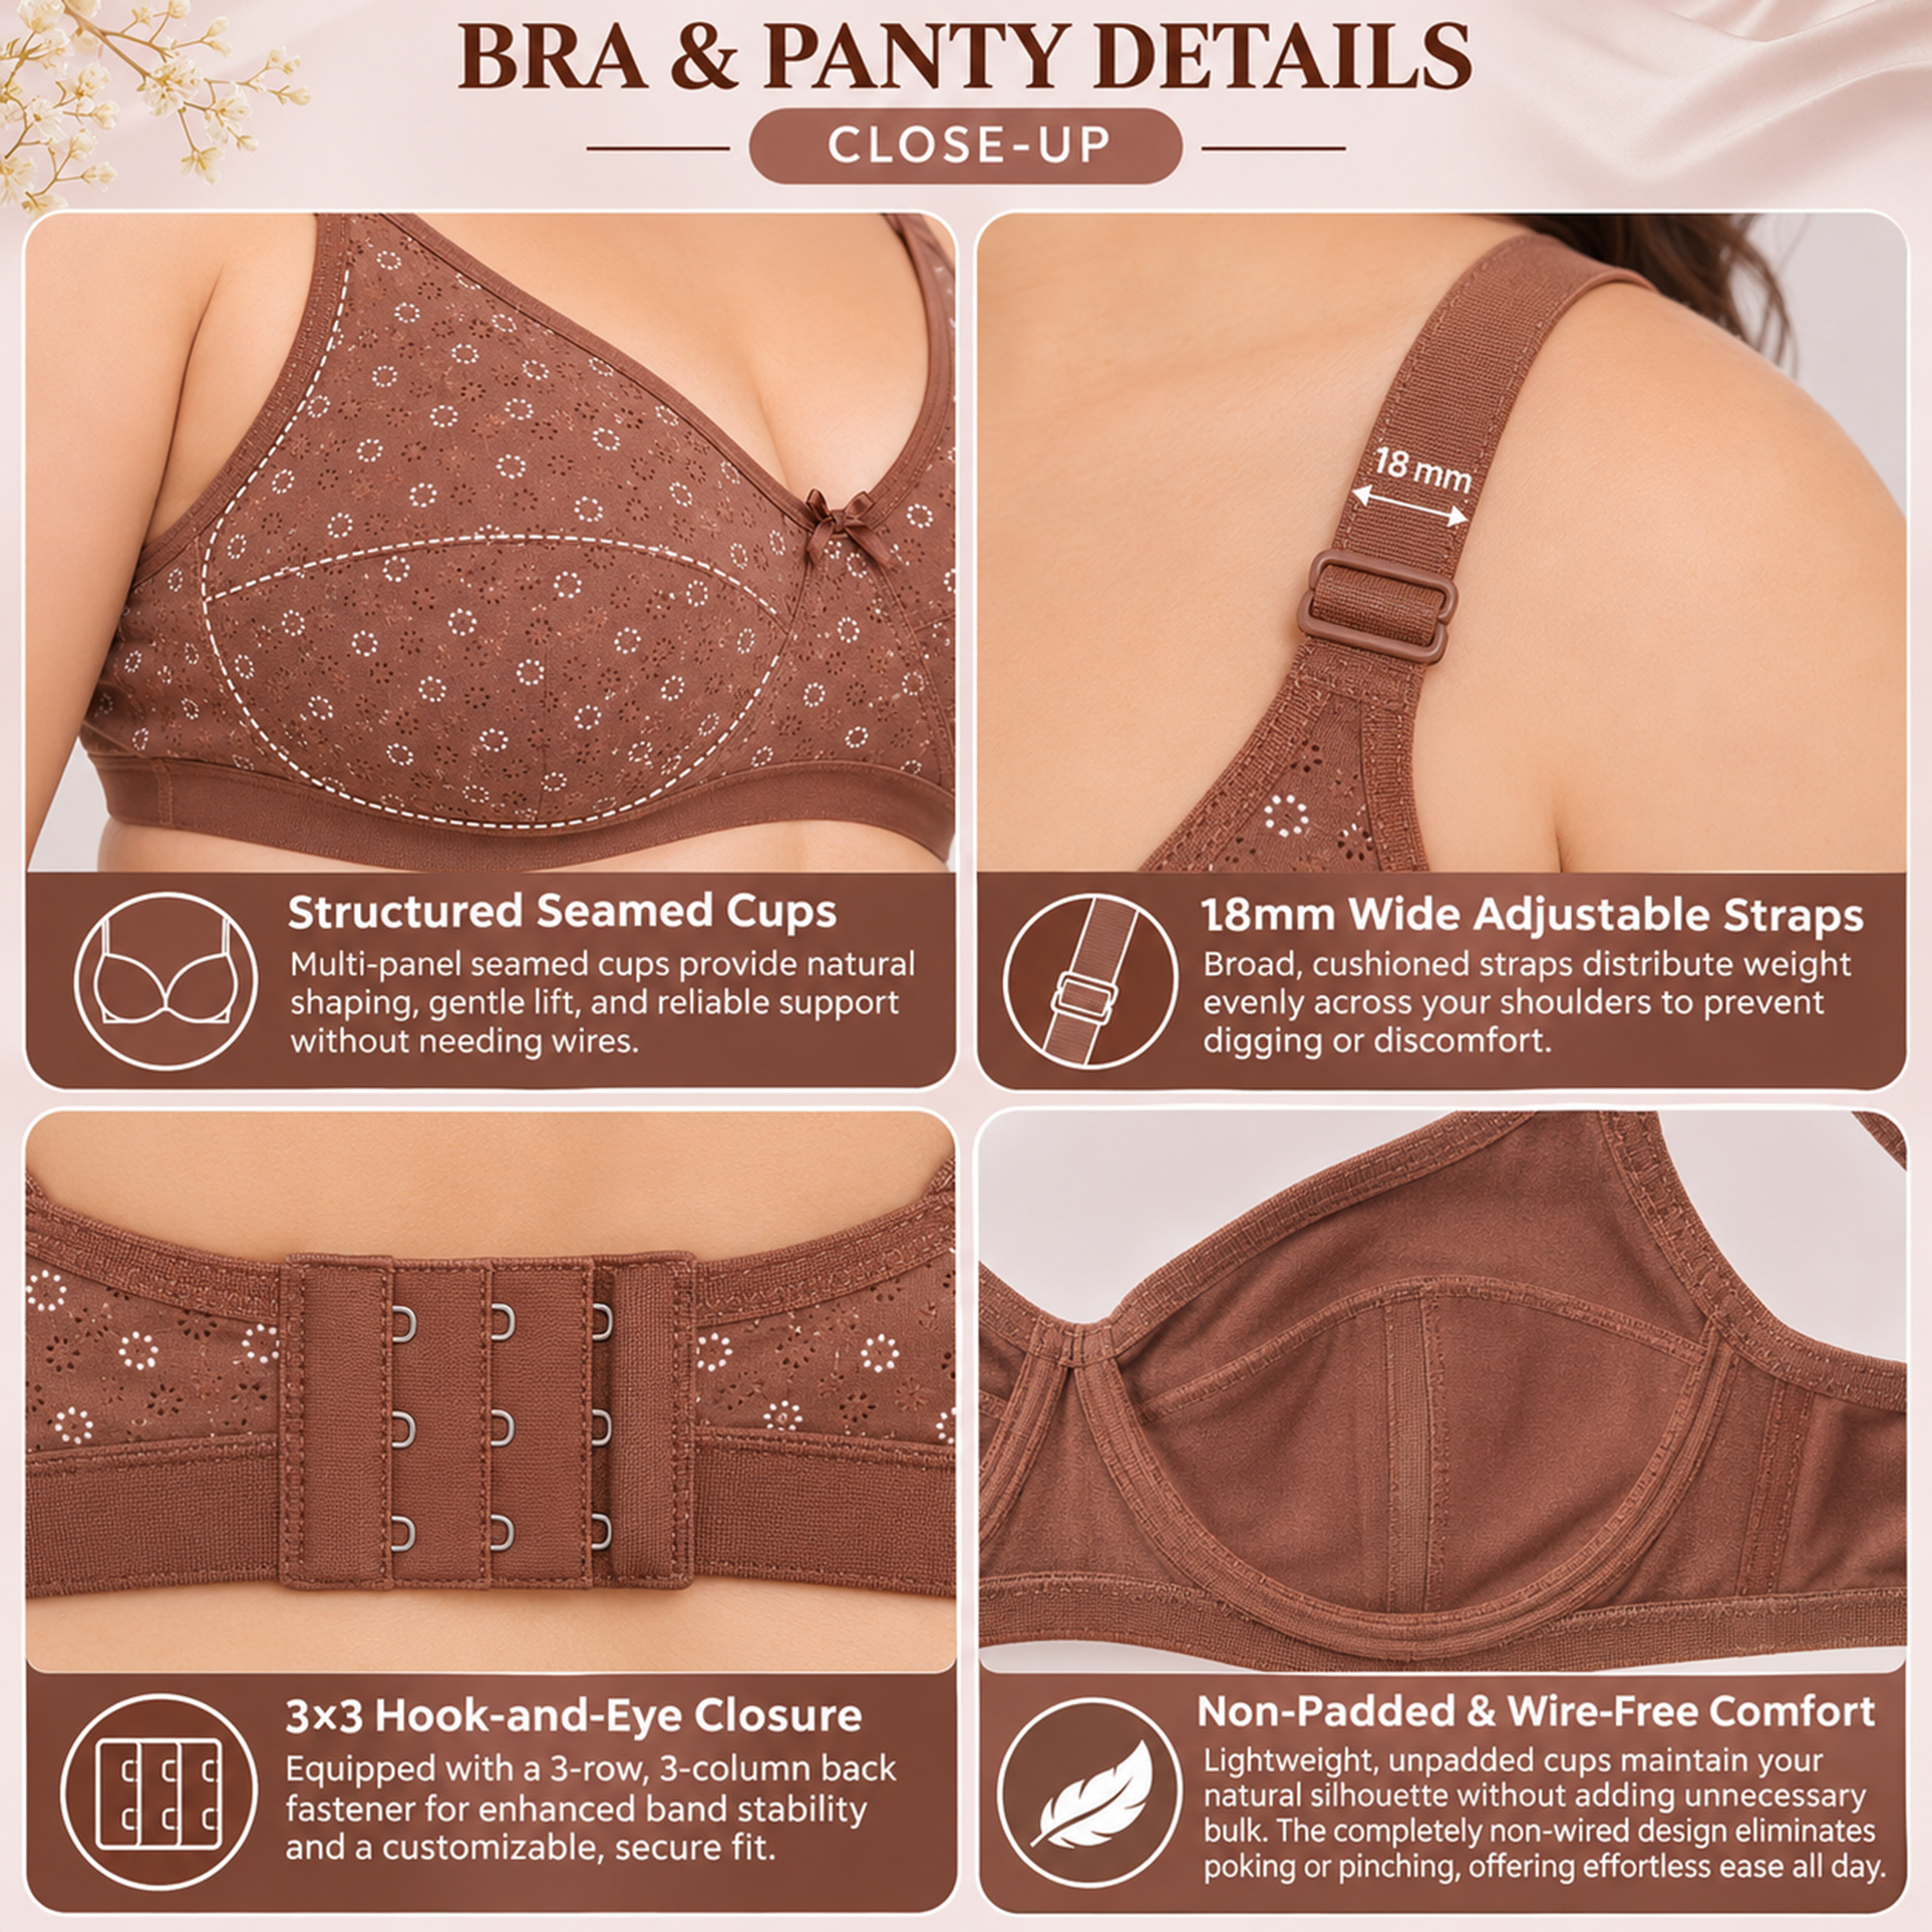 BRA & PANTY DETAILS
CLOSE-UP
18 mm
Structured Seamed Cups
Multi-panel seamed cups provide natural
shaping, gentle lift, and reliable support
without needing wires.
18mm Wide Adjustable Straps
Broad, cushioned straps distribute weight
evenly across your shoulders to prevent
digging or discomfort.
3x3 Hook-and-Eye Closure
Equipped with a 3-row, 3-column back
fastener for enhanced band stability
and a customizable, secure fit.
Non-Padded & Wire-Free Comfort
Lightweight, unpadded cups maintain your
natural silhouette without adding unnecessary
bulk. The completely non-wired design eliminates
poking or pinching, offering effortless ease all day.